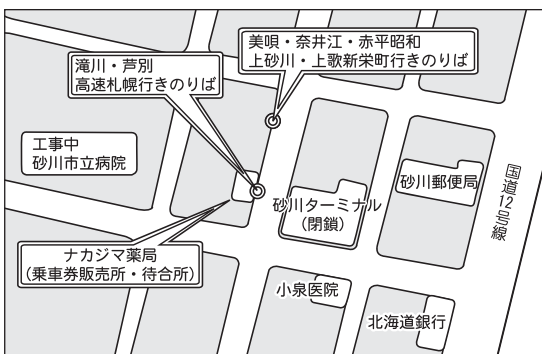 美唄・奈井江・赤平昭和
上砂川・上歌新栄町行きのりば
滝川・芦別
高速札幌行きのりば
工事中
砂川市立病院
砂川ターミナル
(閉鎖)
砂川郵便局
国道12号線
ナカジマ薬局
(乗車券販売所・待合所)
小泉医院
北海道銀行